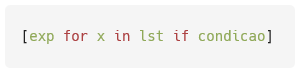 [exp for x in lst if condicao]